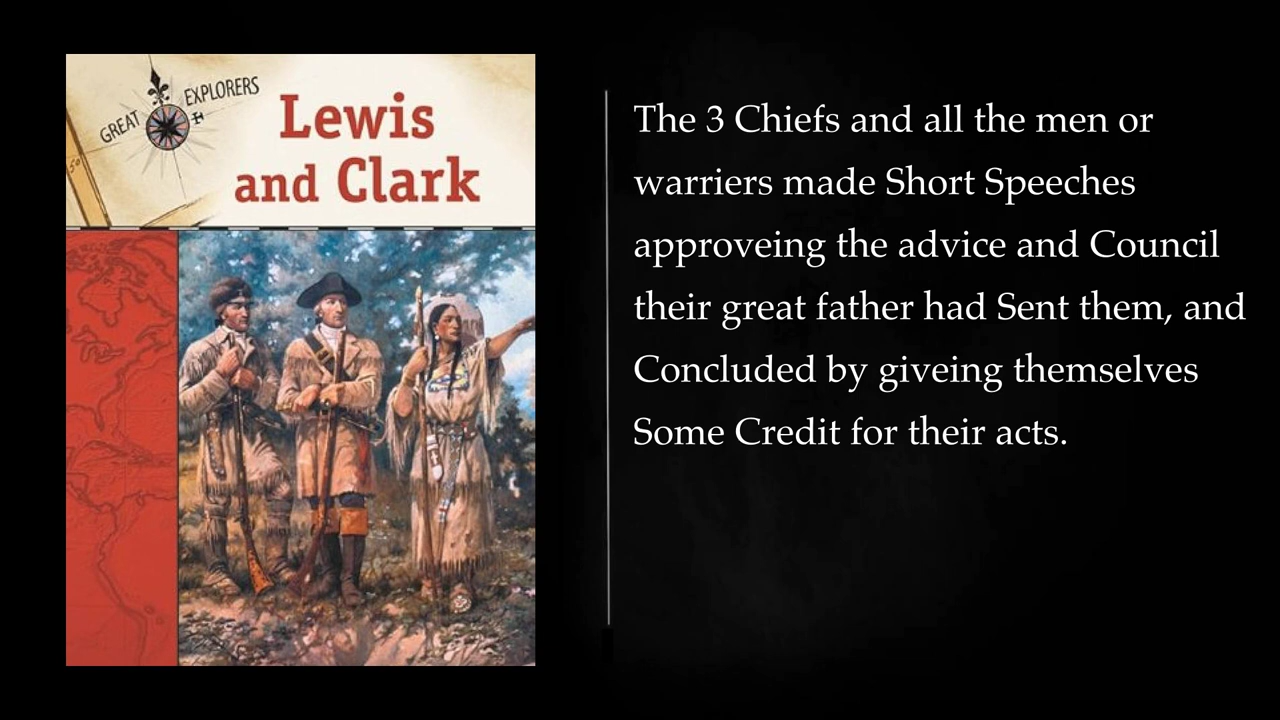 GREAT EXPLORERS
Lewis
and Clark
The 3 Chiefs and all the men or
warriers made Short Speeches
approveing the advice and Council
their great father had Sent them, and
Concluded by giveing themselves
Some Credit for their acts.